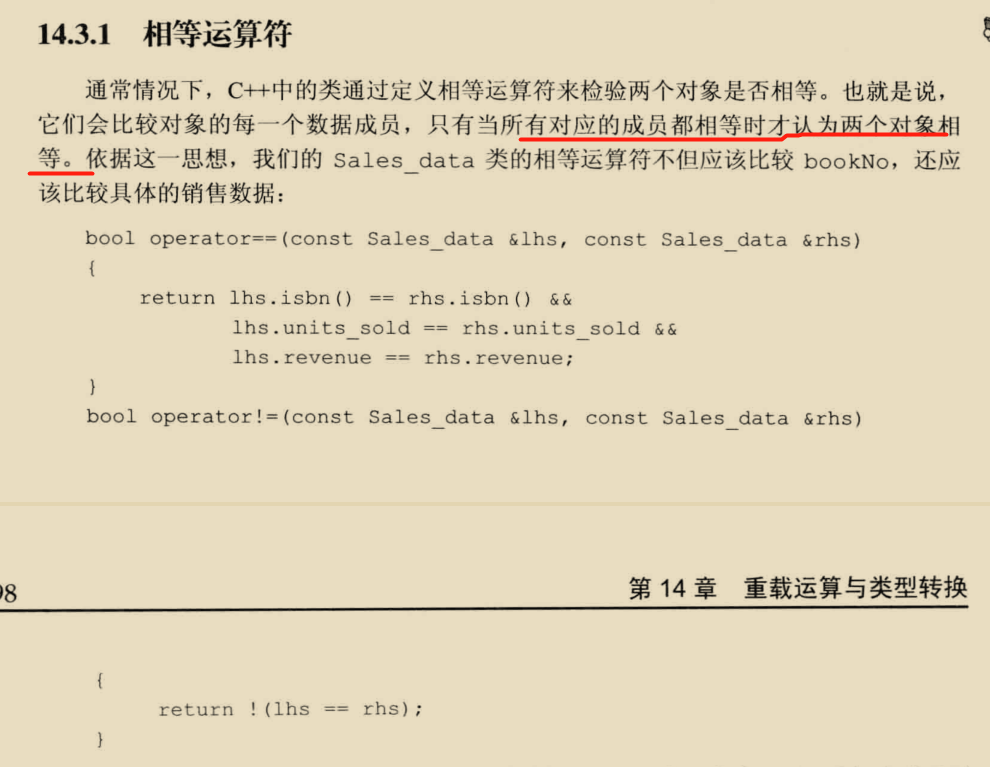 14.3.1 相等运算符
通常情况下，C++中的类通过定义相等运算符来检验两个对象是否相等。也就是说，
它们会比较对象的每一个数据成员，只有当所有对应的成员都相等时才认为两个对象相
等。依据这一思想，我们的 Sales_data 类的相等运算符不但应该比较 bookNo，还应
该比较具体的销售数据：
bool operator==(const Sales_data &lhs, const Sales_data &rhs)
{
return lhs.isbn() == rhs.isbn() &&
lhs.units_sold == rhs.units_sold &&
lhs.revenue == rhs.revenue;
}
bool operator!=(const Sales_data &lhs, const Sales_data &rhs)
98
第 14 章 重载运算与类型转换
{
return !(lhs == rhs);
}